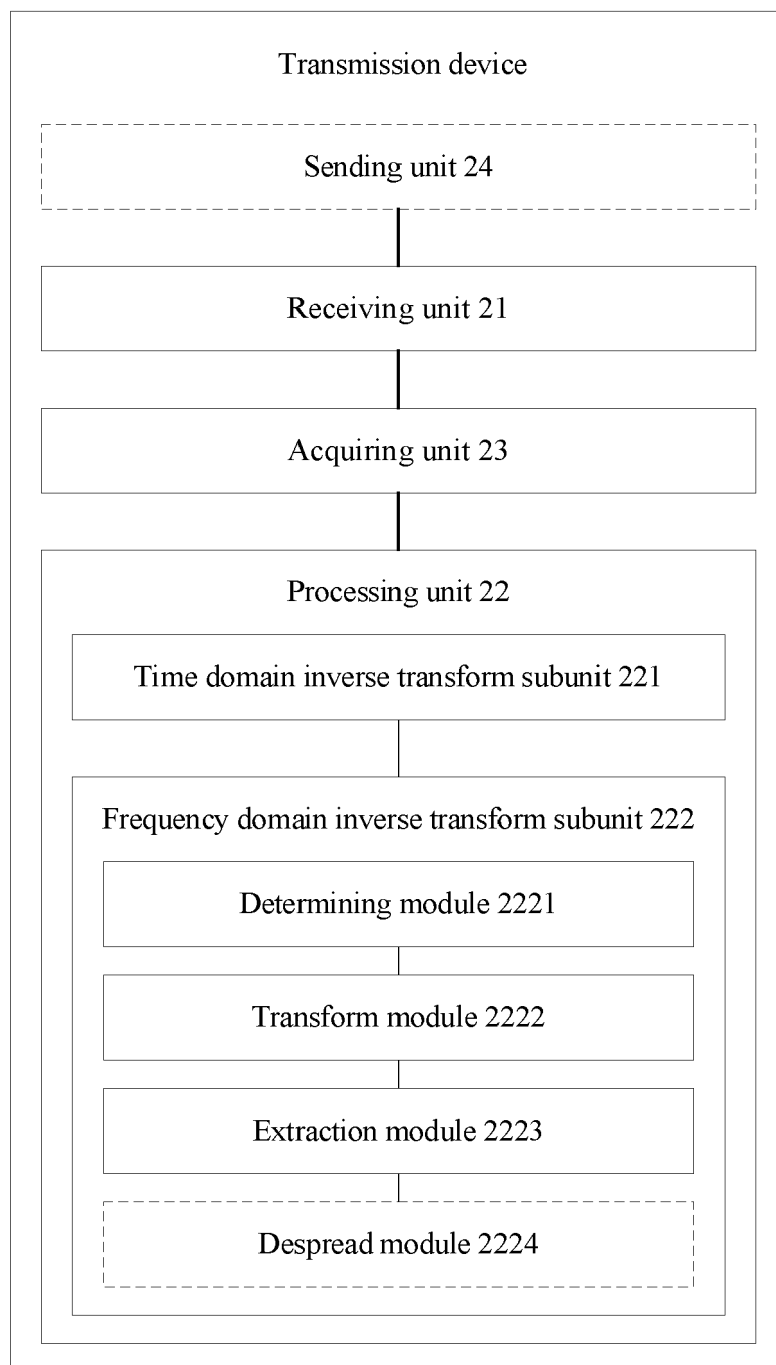 Transmission device
Sending unit 24
Receiving unit 21
Acquiring unit 23
Processing unit 22
Time domain inverse transform subunit 221
Frequency domain inverse transform subunit 222
Determining module 2221
Transform module 2222
Extraction module 2223
Despread module 2224